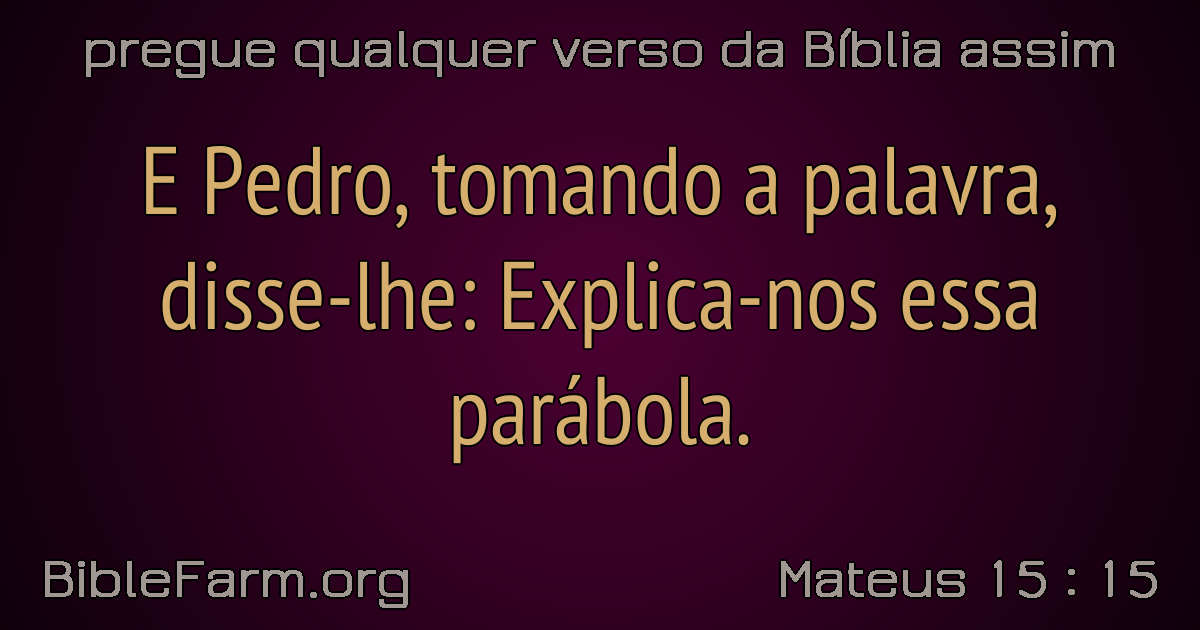 pregue qualquer verso da Bíblia assim
E Pedro, tomando a palavra,
disse-lhe: Explica-nos essa
parábola.
BibleFarm.org
Mateus 15 : 15